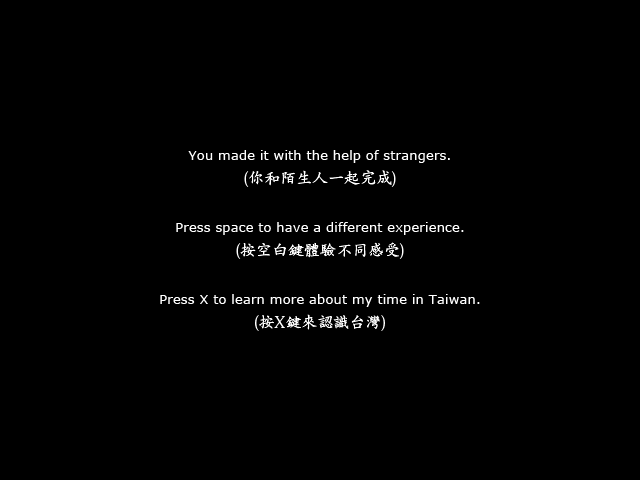 You made it with the help of strangers.
(你和陌生人一起完成)
Press space to have a different experience.
(按空白鍵體驗不同感受)
Press X to learn more about my time in Taiwan.
(按X鍵來認識台灣)